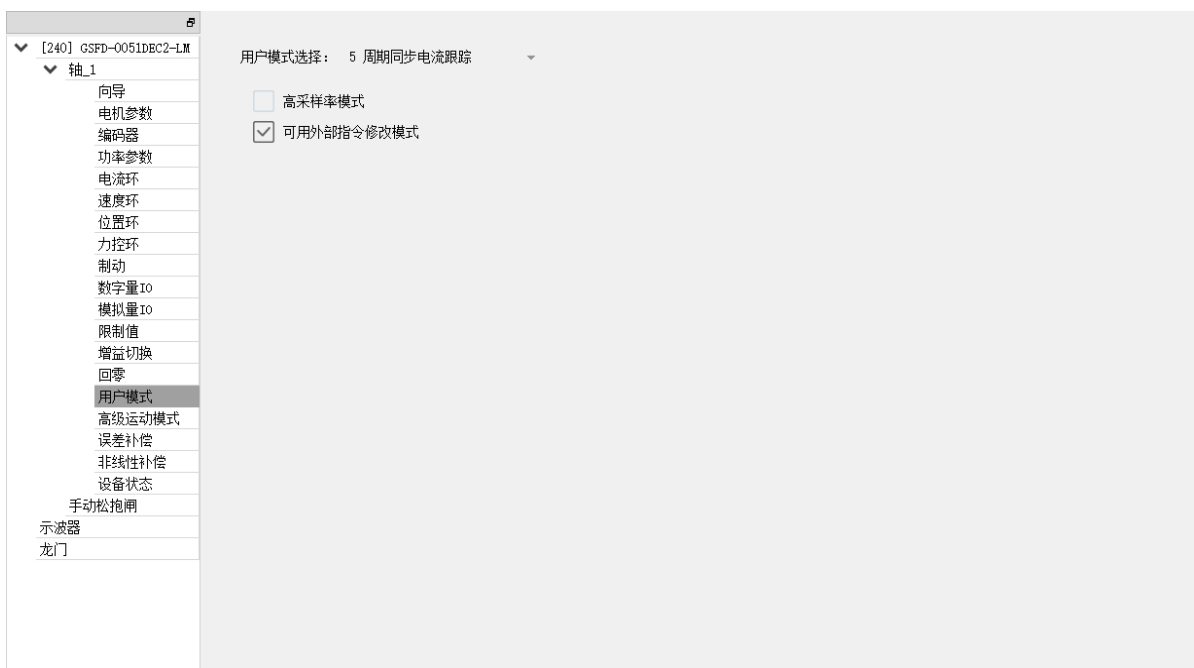 [240] GSFD-0051DEC2-LM
轴_1
向导
电机参数
编码器
功率参数
电流环
速度环
位置环
力控环
制动
数字量IO
模拟量IO
限制值
增益切换
回零
用户模式
高级运动模式
误差补偿
非线性补偿
设备状态
手动松抱闸
示波器
龙门
用户模式选择： 5 周期同步电流跟踪
高采样率模式
可用外部指令修改模式